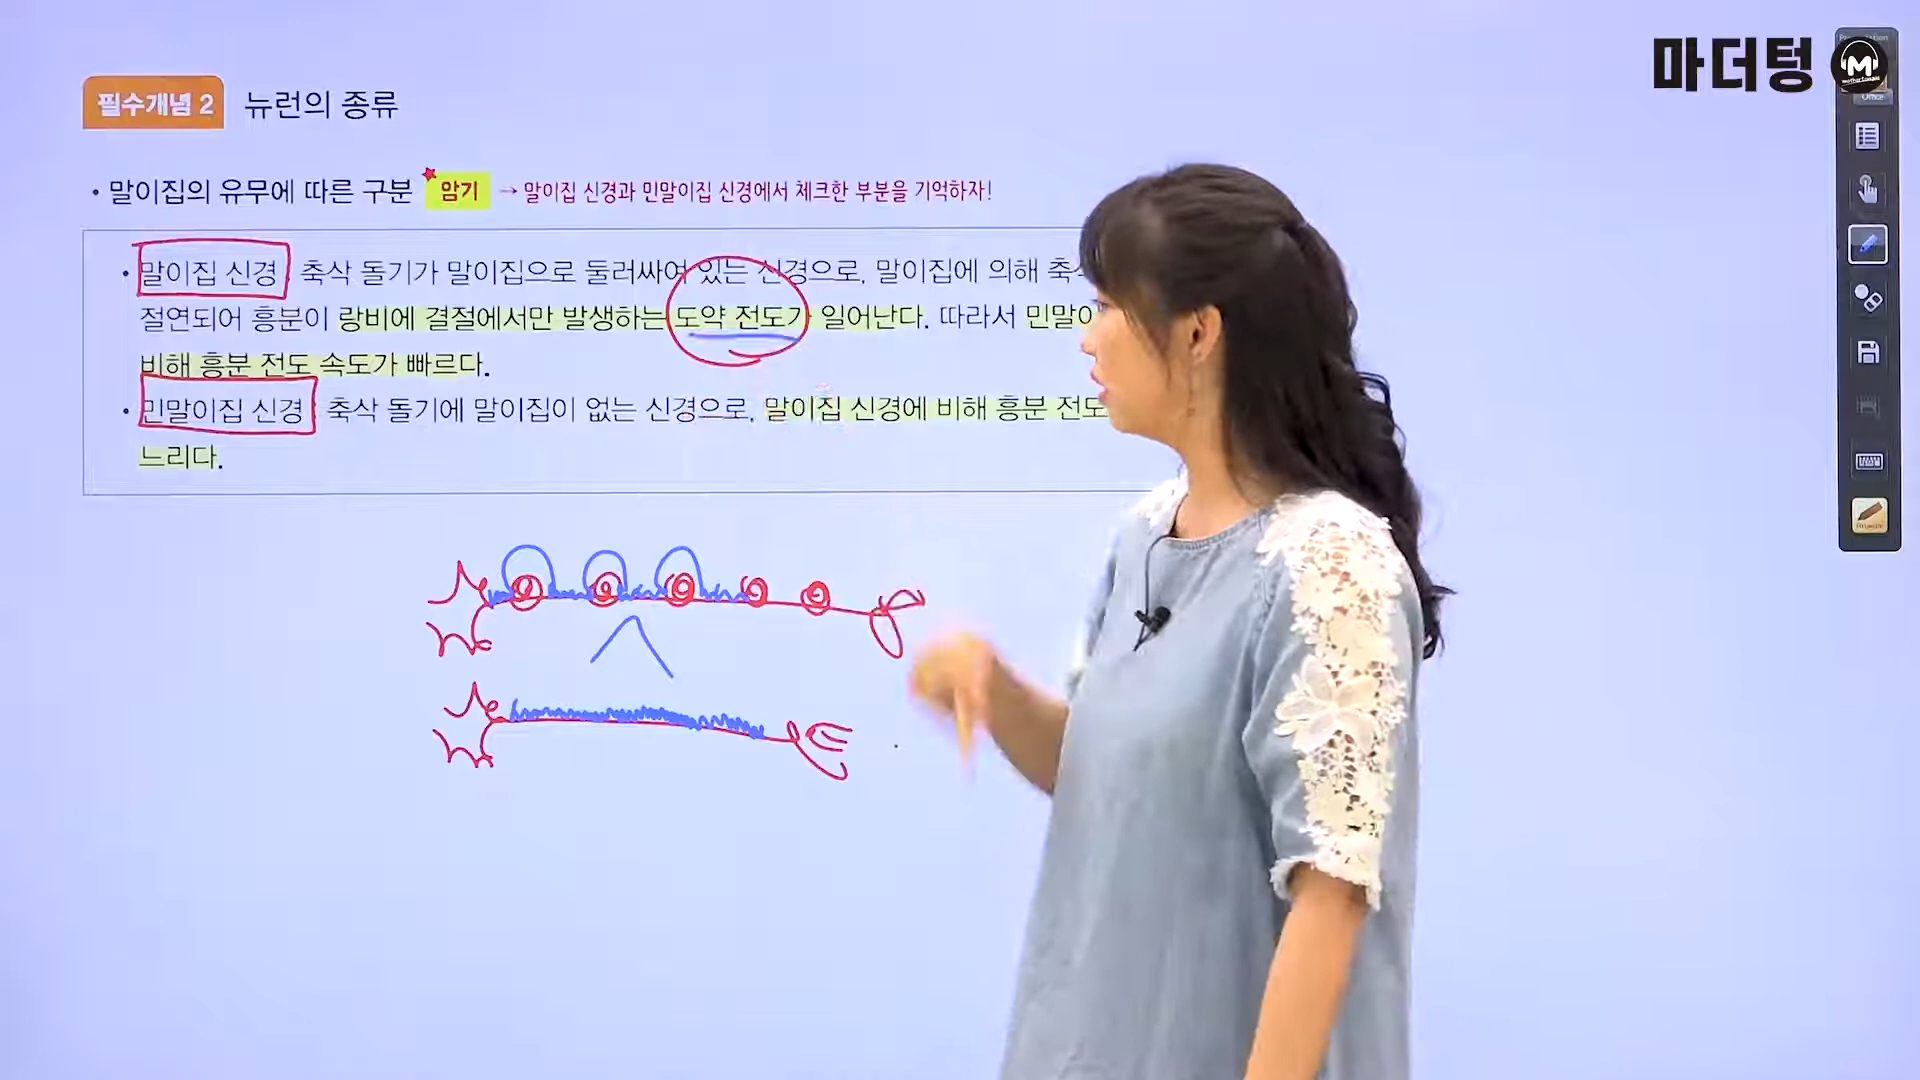 마더텅
필수개념 2 뉴런의 종류
• 말이집의 유무에 따른 구분 암기 → 말이집 신경과 민말이집 신경에서 체크한 부분을 기억하자!
• 말이집 신경 축삭 돌기가 말이집으로 둘러싸여 있는 신경으로, 말이집에 의해
절연되어 흥분이 랑비에 결절에서만 발생하는 도약 전도가 일어난다. 따라서
비해 흥분 전도 속도가 빠르다.
• 민말이집 신경 축삭 돌기에 말이집이 없는 신경으로, 말이집 신경에 비해 흥분 전도
느리다.